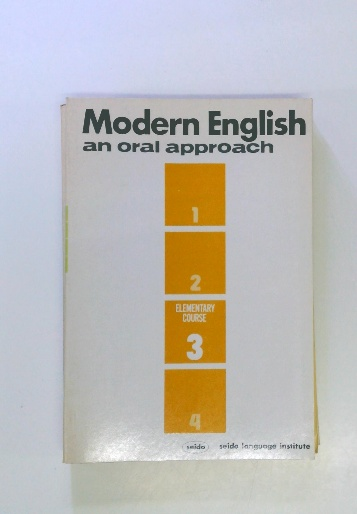 Modern English
an oral approach
1
2
ELEMENTARY
COURSE
3
4
seido seido language institute